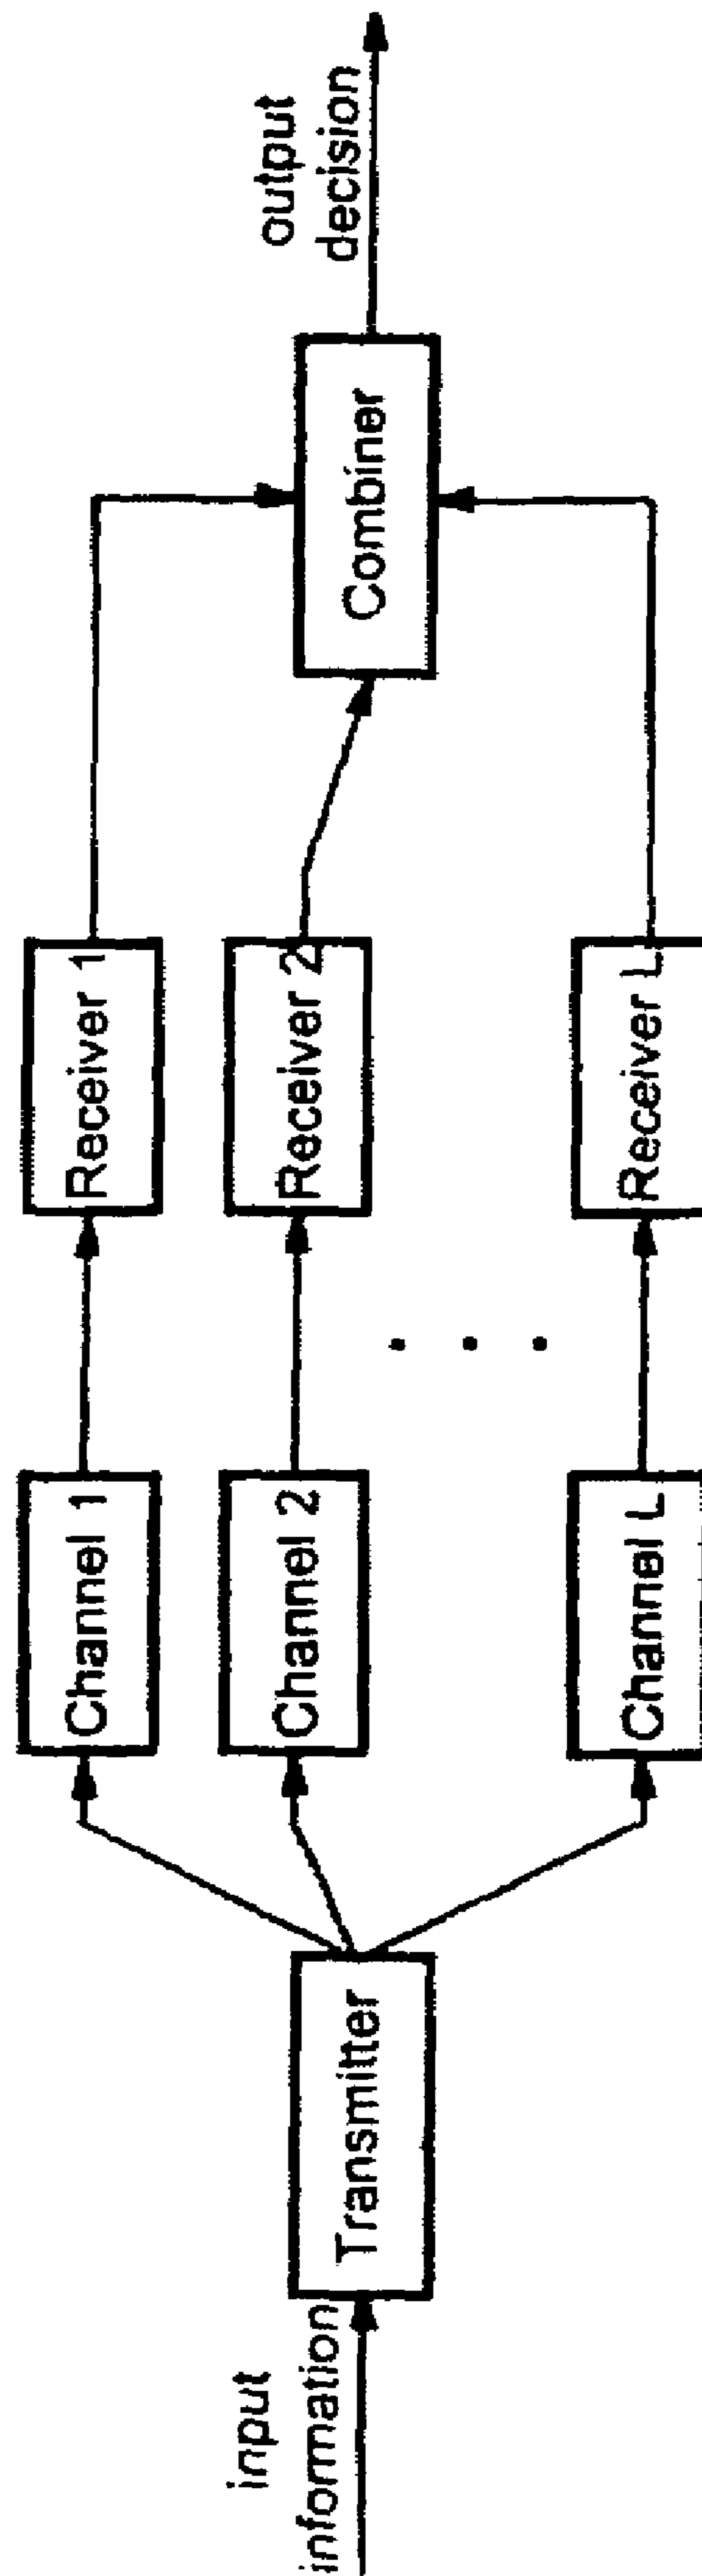 input
information
Transmitter
Channel 1
Channel 2
Channel L
Receiver 1
Receiver 2
Receiver L
Combiner
output
decision